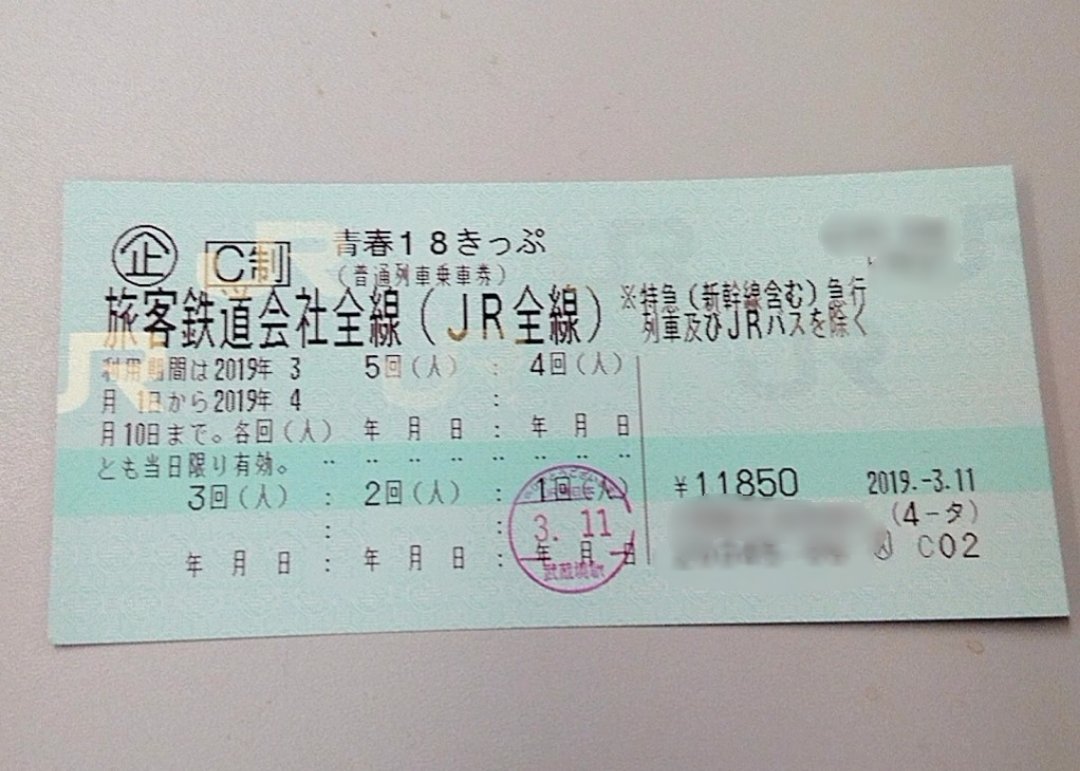 企 C制 青春18きっぷ
(普通列車乗車券)
旅客鉄道会社全線(JR全線) ※特急(新幹線含む)急行
列車及びJRバスを除く
利用期間は2019年 3
月 1日から2019年 4
月10日まで。各回(人)
とも当日限り有効。
5回(人) : 4回(人)
:
年 月 日 : 年 月 日
3回(人) : 2回(人) : 1回(人)
3. 11
武蔵境駅
年 月 日 : 年 月 日 : 年 月 日
¥11850 2019.-3.11
(4-タ)
C02